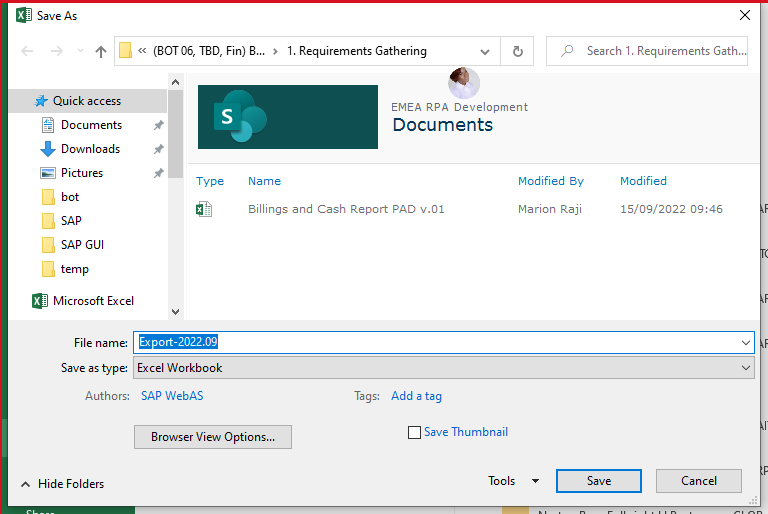 Save As
« (BOT 06, TBD, Fin) B... › 1. Requirements Gathering
Search 1. Requirements Gath...
Quick access
Documents
Downloads
Pictures
bot
SAP
SAP GUI
temp
Microsoft Excel
S
EMEA RPA Development
Documents
Type Name Modified By Modified
Billings and Cash Report PAD v.01 Marion Raji 15/09/2022 09:46
File name: Export-2022.09
Save as type: Excel Workbook
Authors: SAP WebAS Tags: Add a tag
Browser View Options...
Save Thumbnail
Hide Folders
Tools Save Cancel